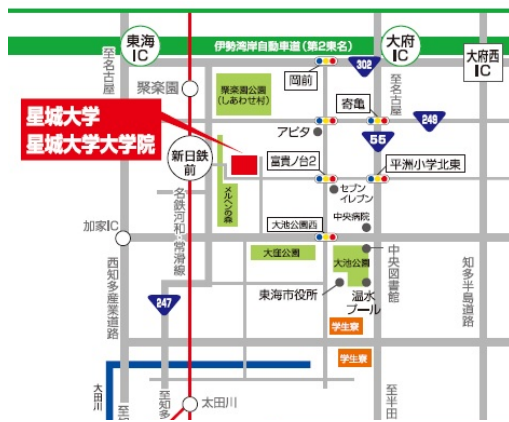 東海
IC
伊勢湾岸自動車道(第2東名)
大府
IC
大府西
IC
至名古屋
聚楽園
聚楽園公園
(しあわせ村)
岡前
302
至名古屋
寄亀
249
星城大学
星城大学大学院
アピタ
55
新日鉄
前
富貴ノ台2
平洲小学北東
メルヘンの森
セブン
イレブン
名鉄河和・常滑線
中央病院
大池公園西
加家IC
大窪公園
大池公園
中央図書館
西知多産業道路
東海市役所
温水
プール
知多半島道路
247
学生寮
学生寮
大田川
至知多
太田川
至半田